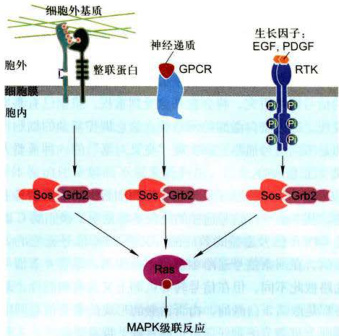 细胞外基质
神经递质
生长因子:
EGF, PDGF
胞外
整联蛋白
GPCR
RTK
细胞膜
胞内
Pi Pi
Pi Pi
Pi Pi
Sos Grb2
Sos Grb2
Sos Grb2
Ras
MAPK级联反应